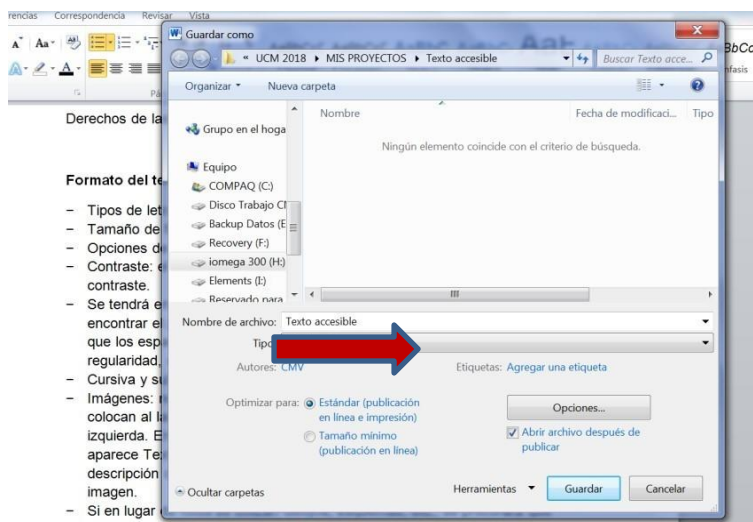 rencias Correspondencia Revisar Vista
Guardar como
UCM 2018 ▸ MIS PROYECTOS ▸ Texto accesible
Buscar Texto acce...
Organizar Nueva carpeta
Nombre Fecha de modificaci... Tipo
Ningún elemento coincide con el criterio de búsqueda.
Grupo en el hoga
Equipo
COMPAQ (C:)
Disco Trabajo C
Backup Datos (E
Recovery (F:)
iomega 300 (H:)
Elements (I:)
Reservado para
Nombre de archivo: Texto accesible
Tipo
Autores: CMV Etiquetas: Agregar una etiqueta
Optimizar para: Estándar (publicación
en línea e impresión)
Tamaño mínimo
(publicación en línea)
Opciones...
Abrir archivo después de
publicar
Ocultar carpetas Herramientas Guardar Cancelar
Derechos de la
Formato del te
- Tipos de let
- Tamaño de
- Opciones d
- Contraste: e
contraste.
- Se tendrá e
encontrar el
que los esp
regularidad,
- Cursiva y su
- Imágenes:
colocan al la
izquierda. E
aparece Te
descripción
imagen.
- Si en lugar